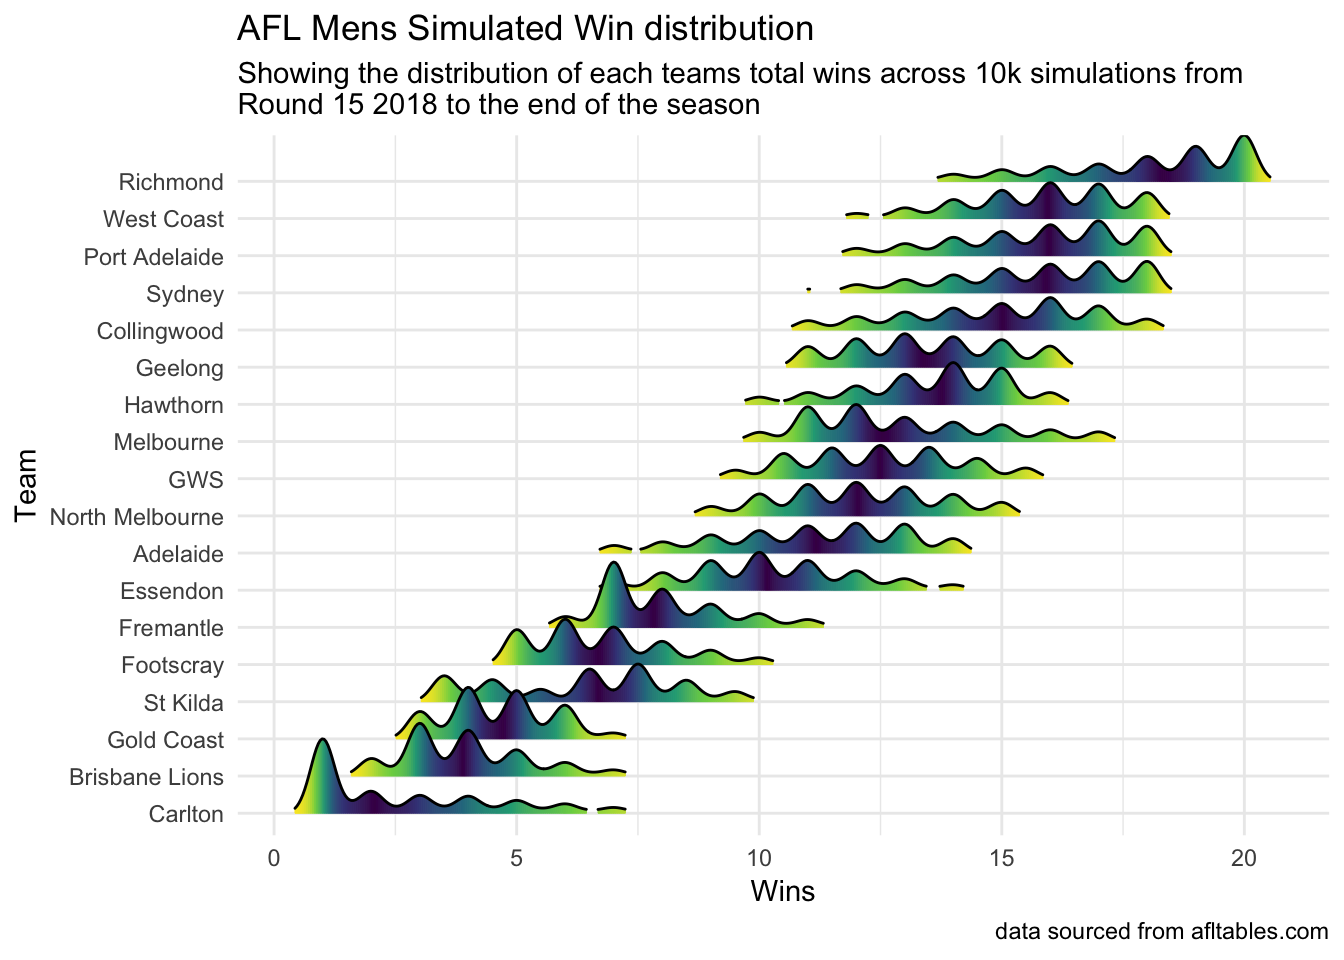 AFL Mens Simulated Win distribution
Showing the distribution of each teams total wins across 10k simulations from
Round 15 2018 to the end of the season
Team
Richmond
West Coast
Port Adelaide
Sydney
Collingwood
Geelong
Hawthorn
Melbourne
GWS
North Melbourne
Adelaide
Essendon
Fremantle
Footscray
St Kilda
Gold Coast
Brisbane Lions
Carlton
0 5 10 15 20
Wins
data sourced from afltables.com